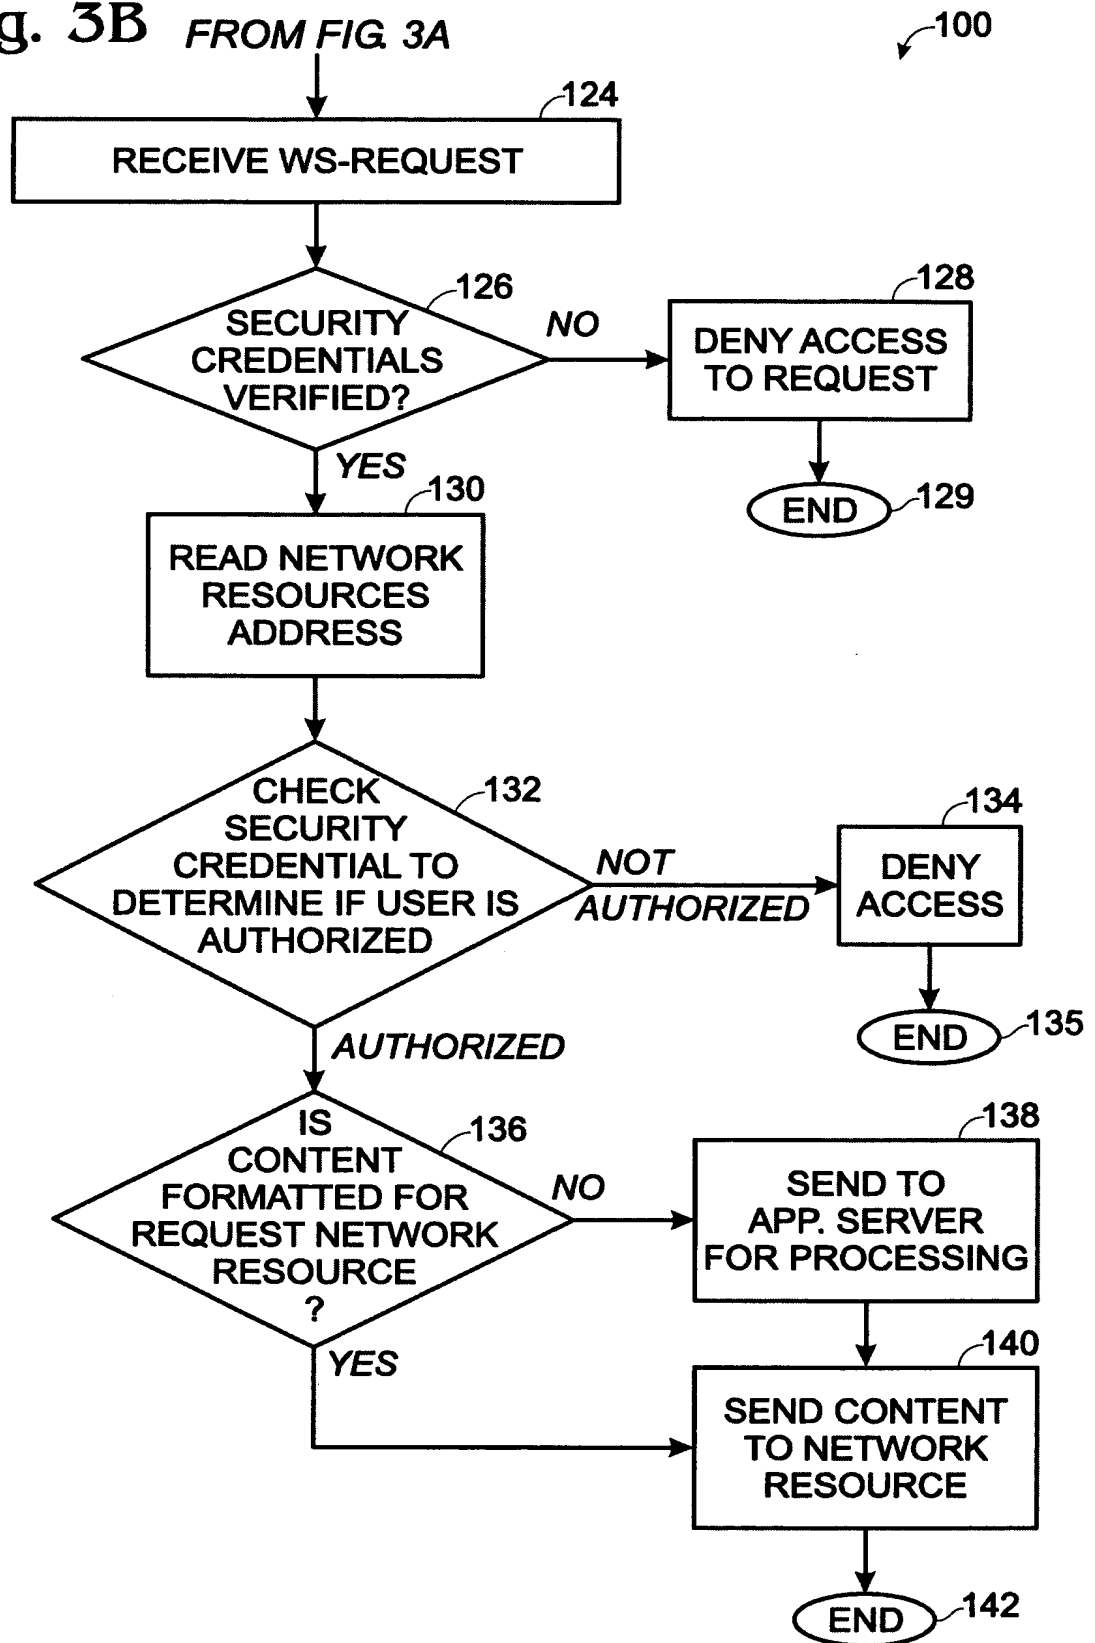 g. 3B FROM FIG. 3A
100
124
RECEIVE WS-REQUEST
126
SECURITY
CREDENTIALS
VERIFIED?
NO
128
DENY ACCESS
TO REQUEST
YES
END
129
130
READ NETWORK
RESOURCES
ADDRESS
132
CHECK
SECURITY
CREDENTIAL TO
DETERMINE IF USER IS
AUTHORIZED
NOT
AUTHORIZED
134
DENY
ACCESS
END
135
AUTHORIZED
136
IS
CONTENT
FORMATTED FOR
REQUEST NETWORK
RESOURCE
?
NO
138
SEND TO
APP. SERVER
FOR PROCESSING
YES
140
SEND CONTENT
TO NETWORK
RESOURCE
END
142